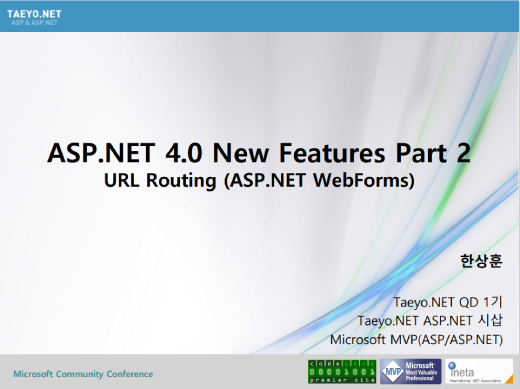 TAEYO.NET
ASP & ASP.NET
ASP.NET 4.0 New Features Part 2
URL Routing (ASP.NET WebForms)
한상훈
Taeyo.NET QD 1기
Taeyo.NET ASP.NET 시삽
Microsoft MVP(ASP/ASP.NET)
Microsoft Community Conference
00001001
premier site
MVP
Microsoft
Most Valuable
Professional
ineta
International .NET Association